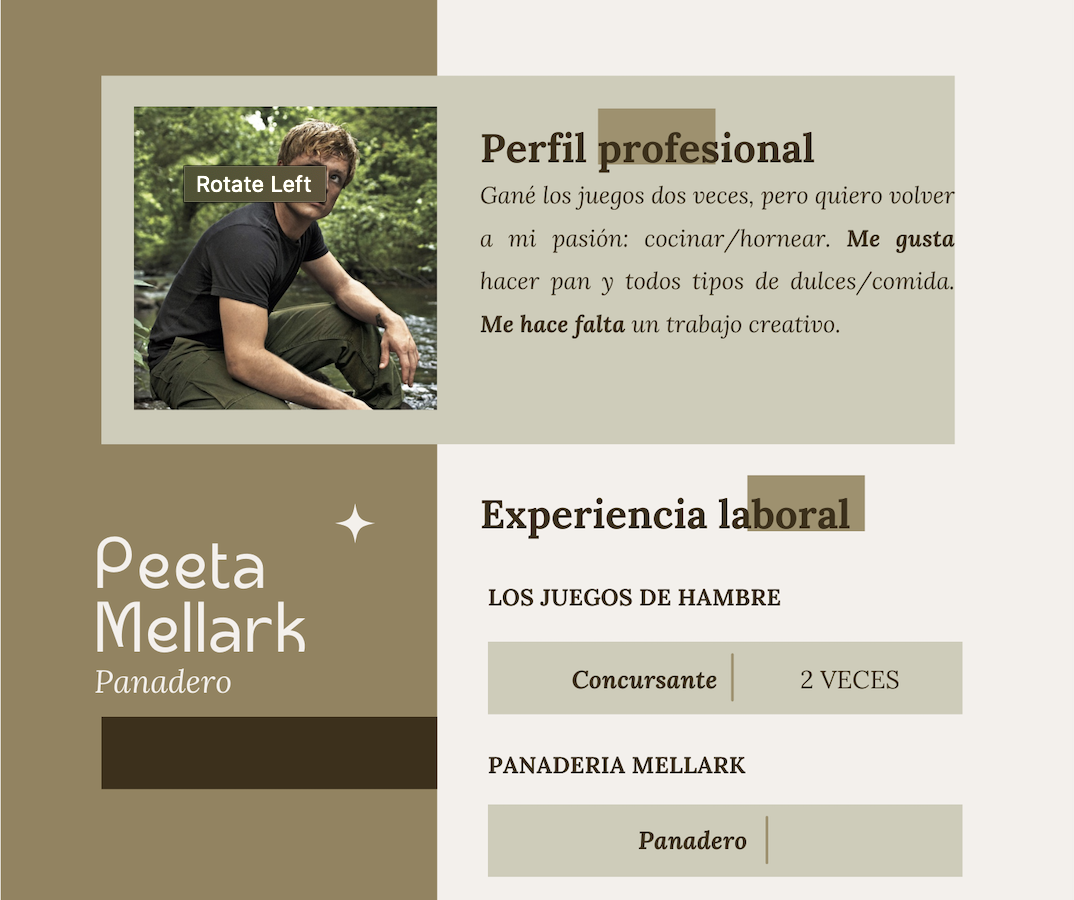 Rotate Left
Perfil profesional
Gané los juegos dos veces, pero quiero volver
a mi pasión: cocinar/hornear. Me gusta
hacer pan y todos tipos de dulces/comida.
Me hace falta un trabajo creativo.
Peeta
Mellark
Panadero
Experiencia laboral
LOS JUEGOS DE HAMBRE
Concursante 2 VECES
PANADERIA MELLARK
Panadero